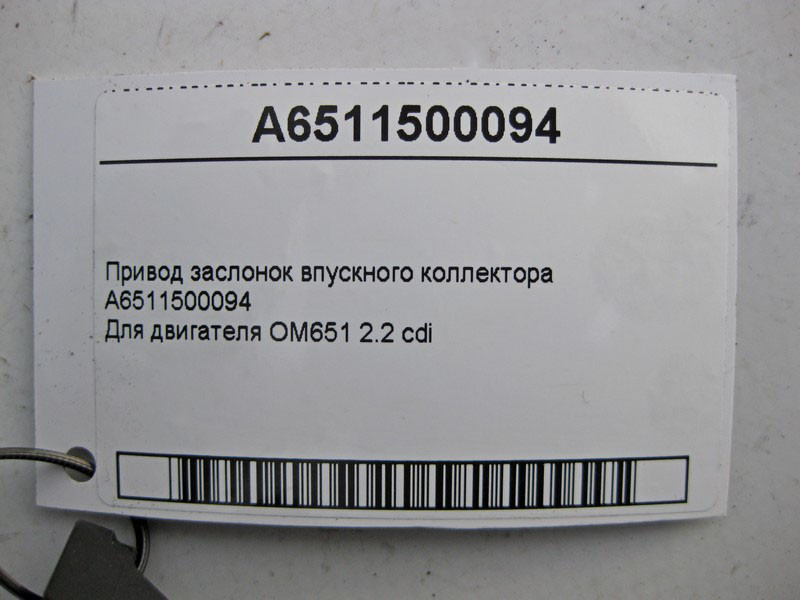 A6511500094
Привод заслонок впускного коллектора
A6511500094
Для двигателя OM651 2.2 cdi